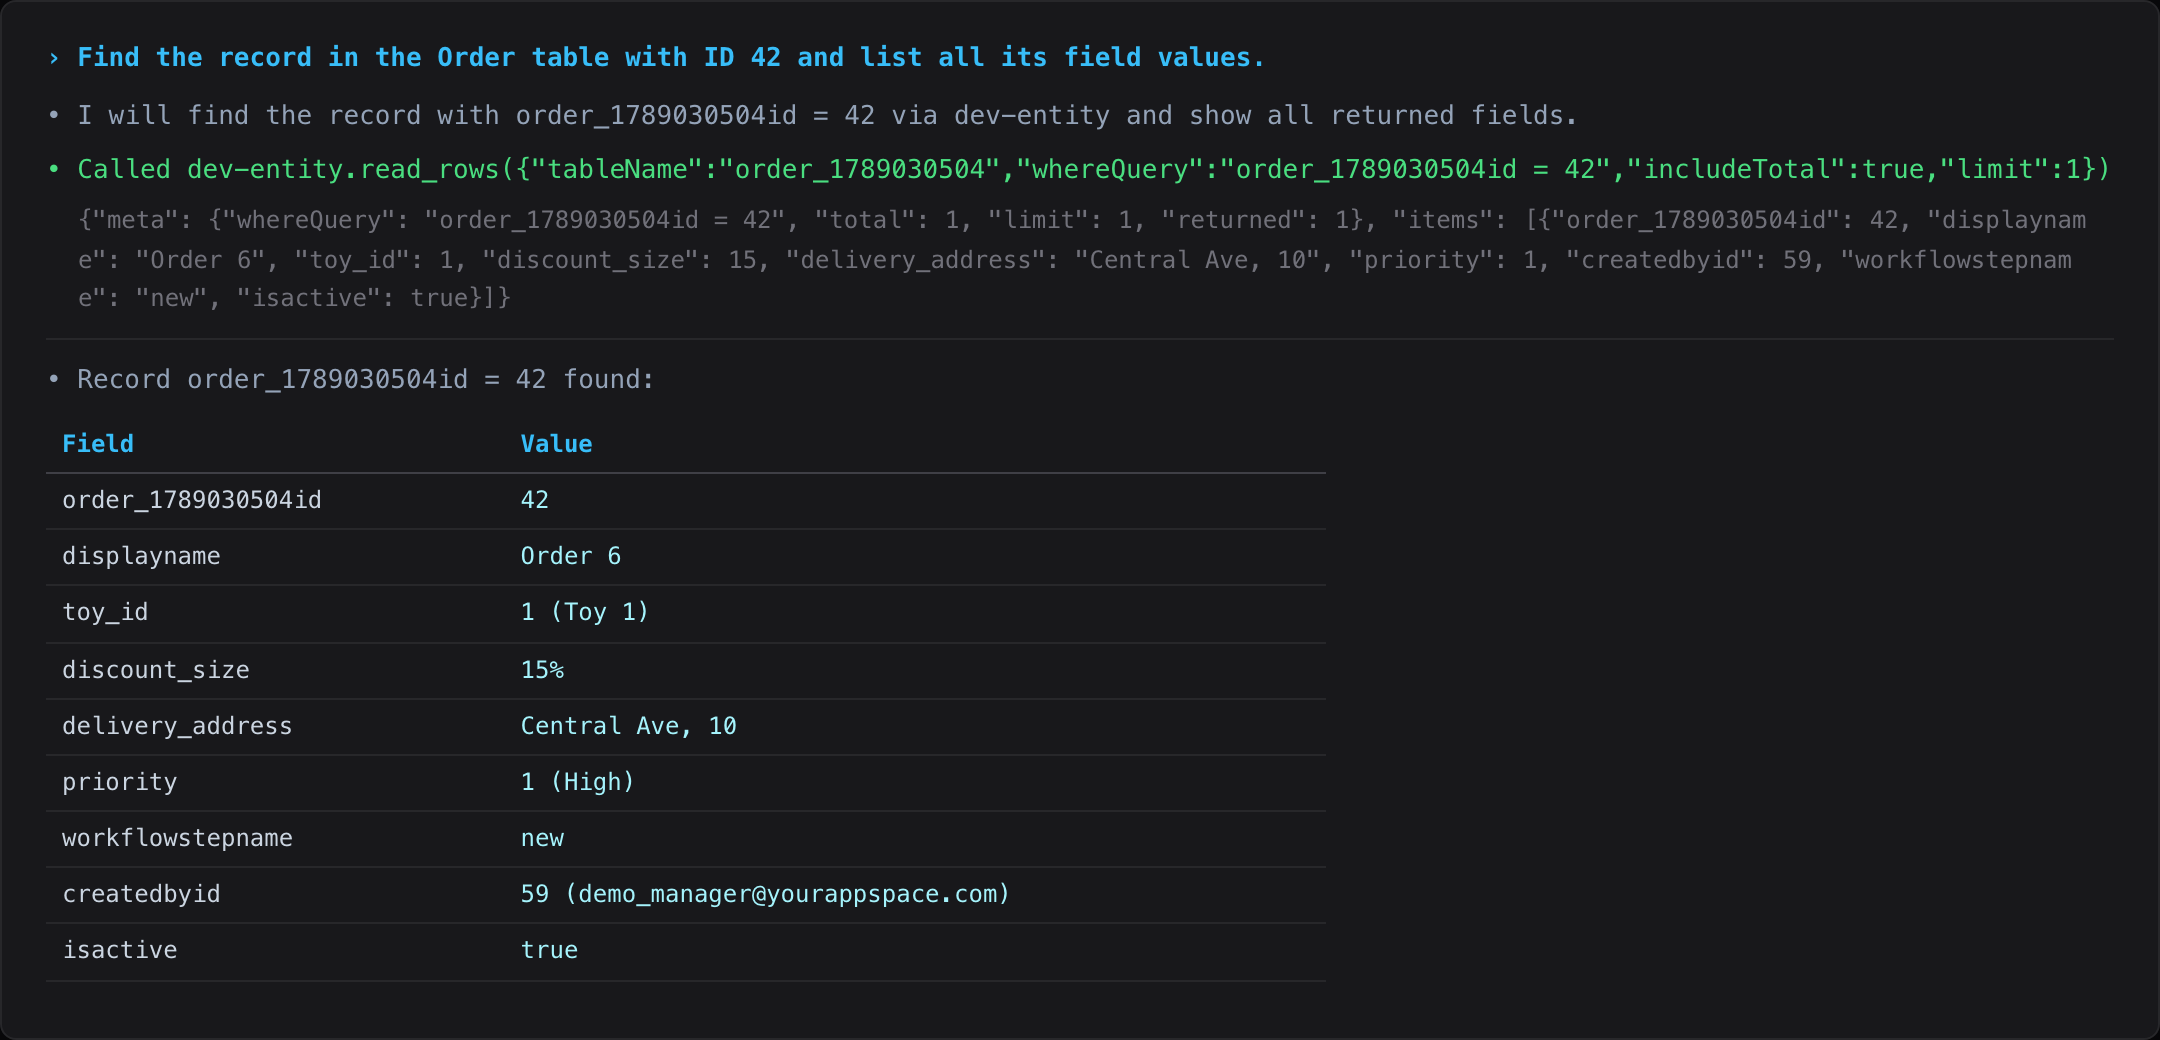 › Find the record in the Order table with ID 42 and list all its field values.
• I will find the record with order_1789030504id = 42 via dev-entity and show all returned fields.
• Called dev-entity.read_rows({"tableName":"order_1789030504","whereQuery":"order_1789030504id = 42","includeTotal":true,"limit":1})
{"meta": {"whereQuery": "order_1789030504id = 42", "total": 1, "limit": 1, "returned": 1}, "items": [{"order_1789030504id": 42, "displaynam
e": "Order 6", "toy_id": 1, "discount_size": 15, "delivery_address": "Central Ave, 10", "priority": 1, "createdbyid": 59, "workflowstepnam
e": "new", "isactive": true}]}
• Record order_1789030504id = 42 found:
Field Value
order_1789030504id 42
displayname Order 6
toy_id 1 (Toy 1)
discount_size 15%
delivery_address Central Ave, 10
priority 1 (High)
workflowstepname new
createdbyid 59 (demo_manager@yourappspace.com)
isactive true